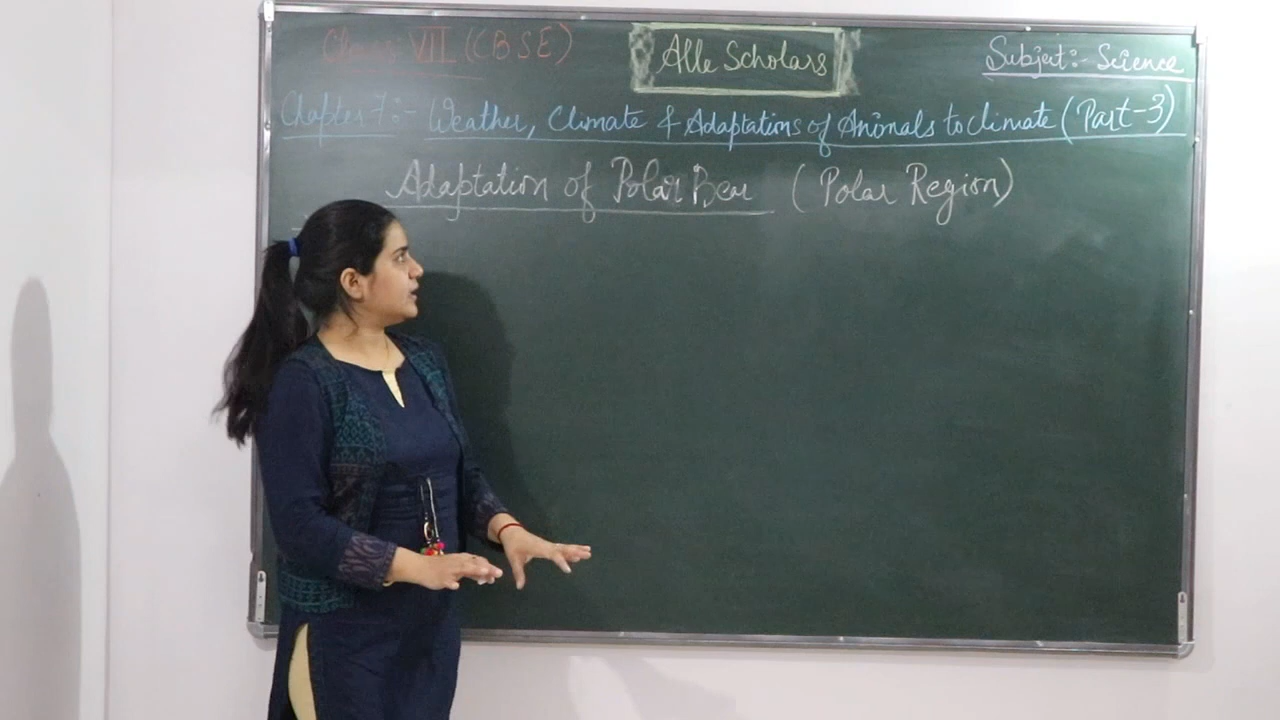 Class VII (CBSE) Alle Scholars Subject:- Science
Chapter 7:- Weather, Climate & Adaptations of Animals to Climate (Part-3)
Adaptation of Polar Bear (Polar Region)